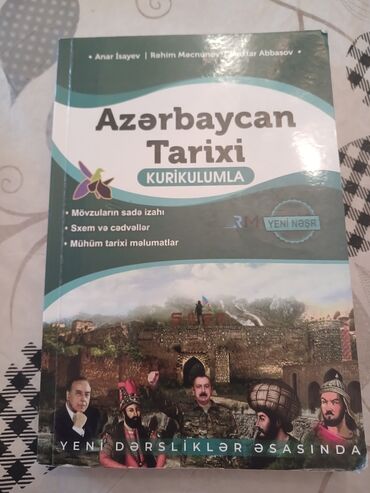 • Anar İsayev | Rəhim Məcnunov | Abbasov •
Azərbaycan
Tarixi
KURİKULUMLA
• Mövzuların sadə izahı
• Sxem və cədvəllər
• Mühüm tarixi məlumatlar
RM YENİ NƏŞR
YENİ DƏRSLİKLƏR ƏSASINDA